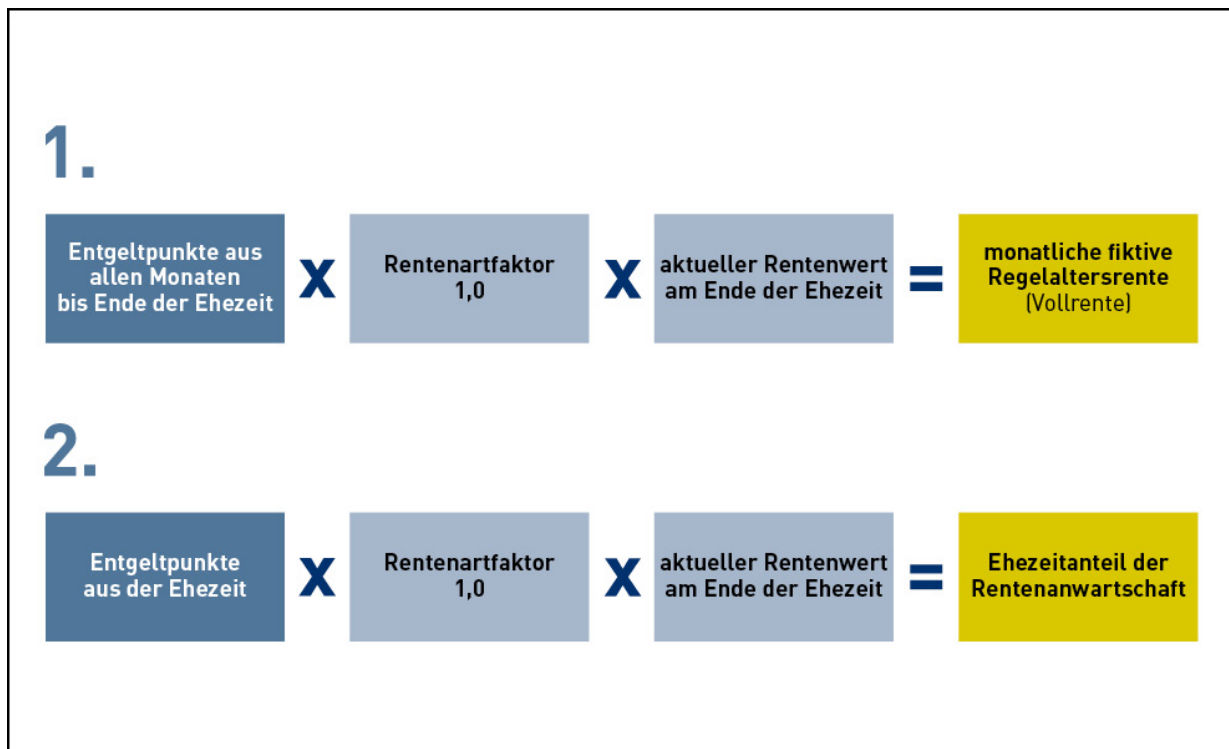 1.
Entgeltpunkte aus
allen Monaten
bis Ende der Ehezeit
X
Rentenartfaktor
1,0
X
aktueller Rentenwert
am Ende der Ehezeit
=
monatliche fiktive
Regelaltersrente
(Vollrente)
2.
Entgeltpunkte
aus der Ehezeit
X
Rentenartfaktor
1,0
X
aktueller Rentenwert
am Ende der Ehezeit
=
Ehezeitanteil der
Rentenanwartschaft